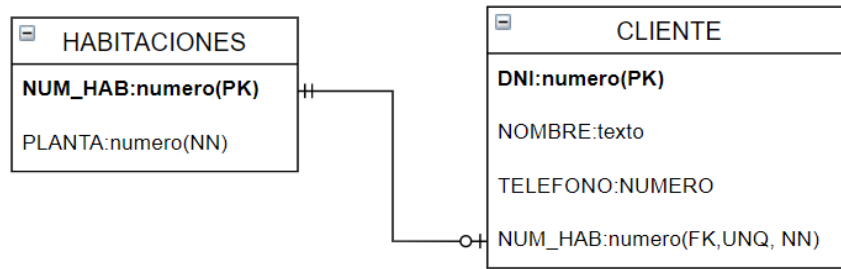 HABITACIONES
NUM_HAB:numero(PK)
PLANTA:numero(NN)
CLIENTE
DNI:numero(PK)
NOMBRE:texto
TELEFONO:NUMERO
NUM_HAB:numero(FK,UNQ, NN)